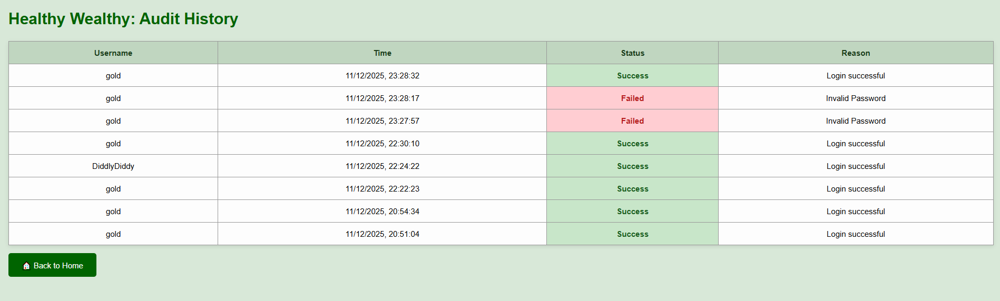 Healthy Wealthy: Audit History
Username Time Status Reason
gold 11/12/2025, 23:28:32 Success Login successful
gold 11/12/2025, 23:28:17 Failed Invalid Password
gold 11/12/2025, 23:27:57 Failed Invalid Password
gold 11/12/2025, 22:30:10 Success Login successful
DiddlyDiddy 11/12/2025, 22:24:22 Success Login successful
gold 11/12/2025, 22:22:23 Success Login successful
gold 11/12/2025, 20:54:34 Success Login successful
gold 11/12/2025, 20:51:04 Success Login successful
Back to Home